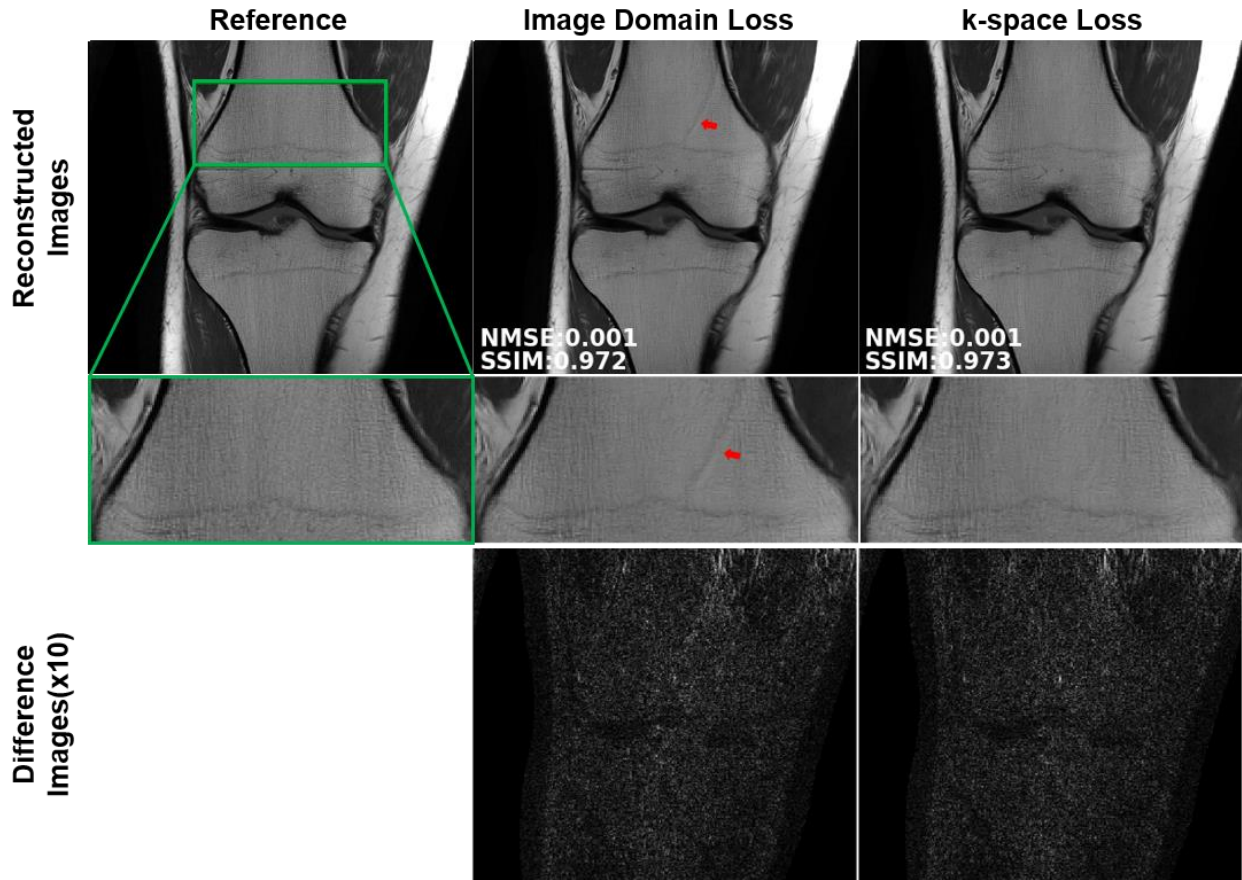 Reference
Image Domain Loss
k-space Loss
Reconstructed
Images
NMSE:0.001
SSIM:0.972
NMSE:0.001
SSIM:0.973
Difference
Images(x10)